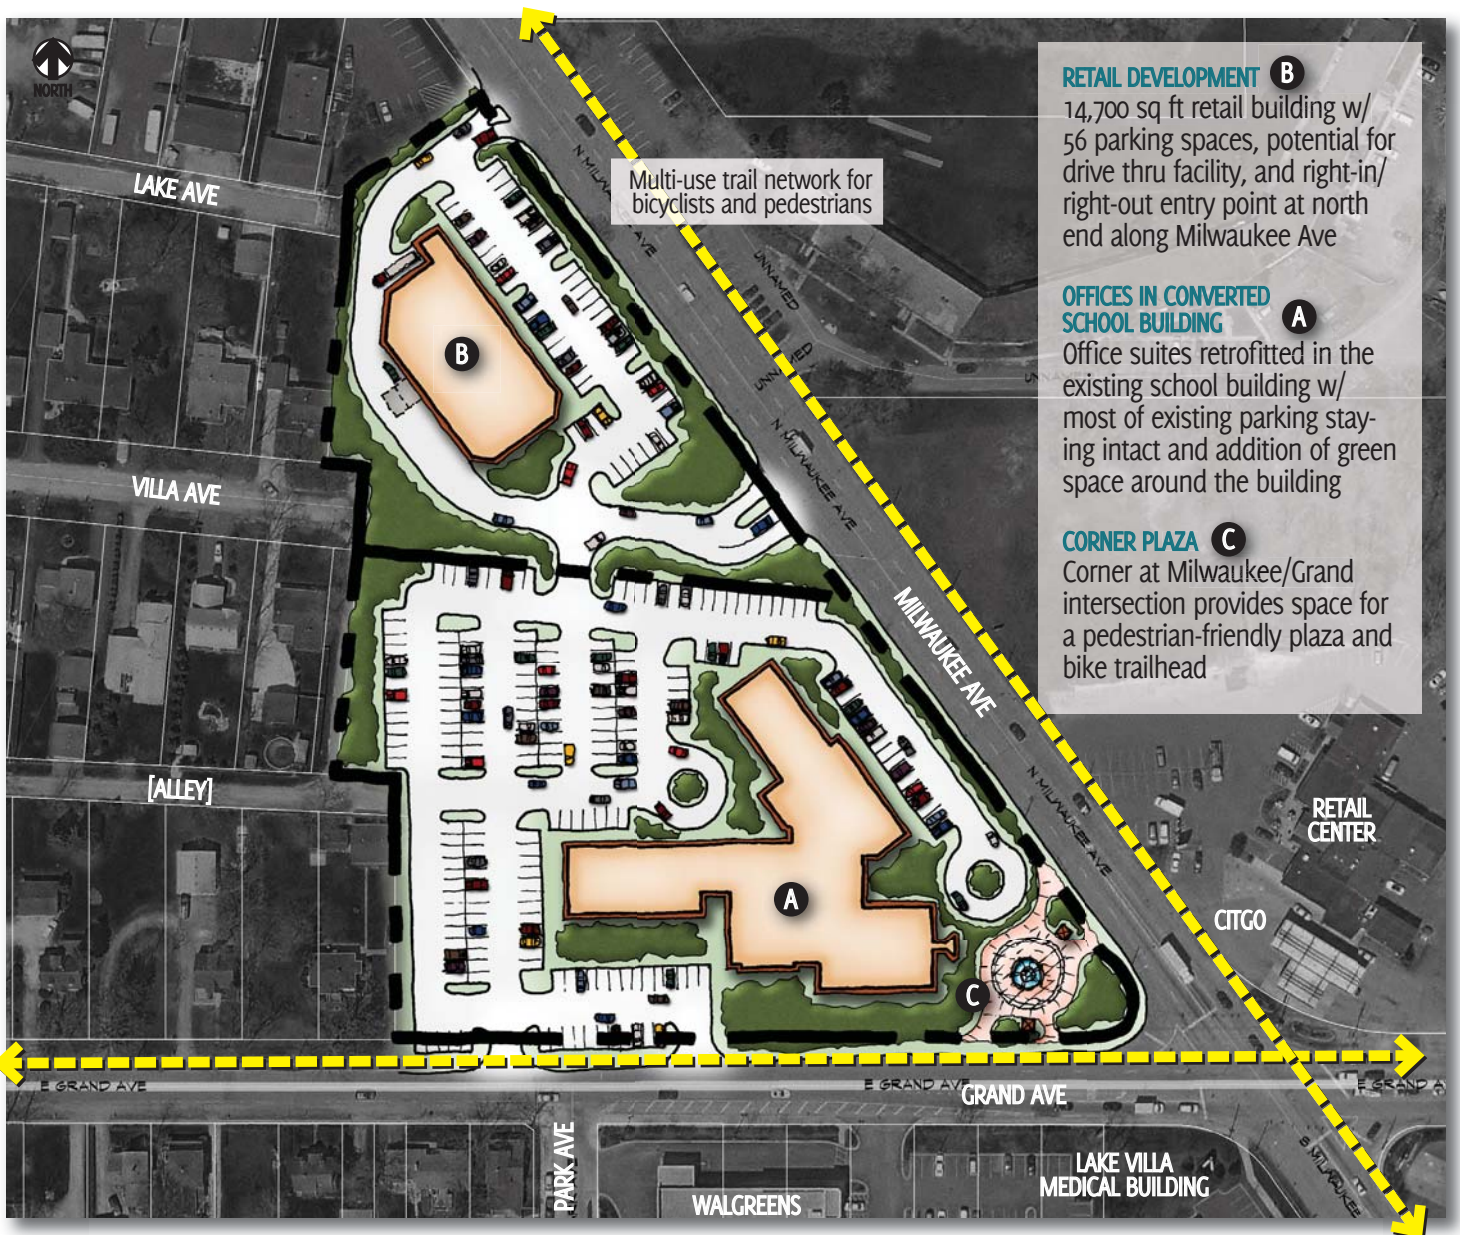 NORTH
RETAIL DEVELOPMENT B
14,700 sq ft retail building w/
56 parking spaces, potential for
drive thru facility, and right-in/
right-out entry point at north
end along Milwaukee Ave
OFFICES IN CONVERTED
SCHOOL BUILDING A
Office suites retrofitted in the
existing school building w/
most of existing parking stay-
ing intact and addition of green
space around the building
CORNER PLAZA C
Corner at Milwaukee/Grand
intersection provides space for
a pedestrian-friendly plaza and
bike trailhead
Multi-use trail network for
bicyclists and pedestrians
LAKE AVE
UNNAMED
UNNAMED
B
N MILWAUKEE AVE
VILLA AVE
MILWAUKEE AVE
[ALLEY]
N MILWAUKEE AVE
RETAIL
CENTER
A
CITGO
C
E GRAND AVE
E GRAND AVE
GRAND AVE
PARK AVE
WALGREENS
LAKE VILLA
MEDICAL BUILDING
S MILWAUKEE